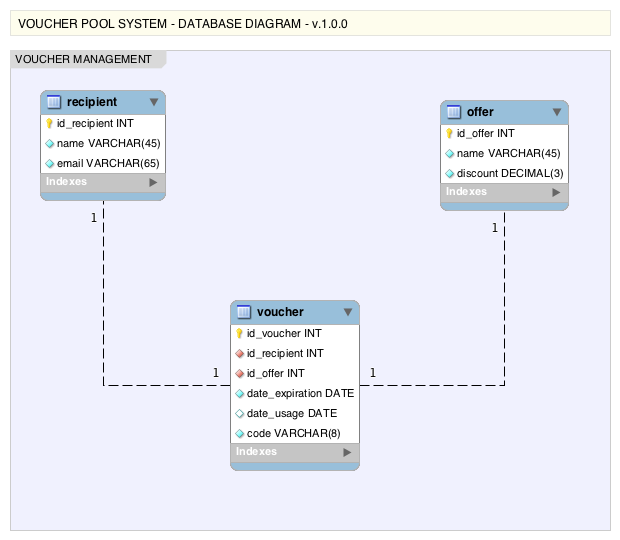 VOUCHER POOL SYSTEM - DATABASE DIAGRAM - v.1.0.0
VOUCHER MANAGEMENT
recipient
id_recipient INT
name VARCHAR(45)
email VARCHAR(65)
Indexes
1
offer
id_offer INT
name VARCHAR(45)
discount DECIMAL(3)
Indexes
1
voucher
id_voucher INT
id_recipient INT
id_offer INT
date_expiration DATE
date_usage DATE
code VARCHAR(8)
Indexes
1
1